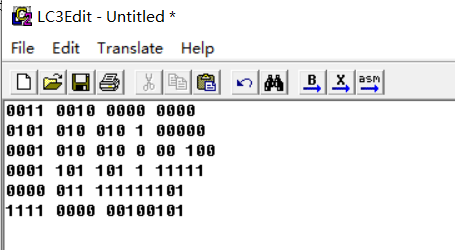 LC3Edit - Untitled *
File Edit Translate Help
B X asm
0011 0010 0000 0000
0101 010 010 1 00000
0001 010 010 0 00 100
0001 101 101 1 11111
0000 011 111111101
1111 0000 00100101